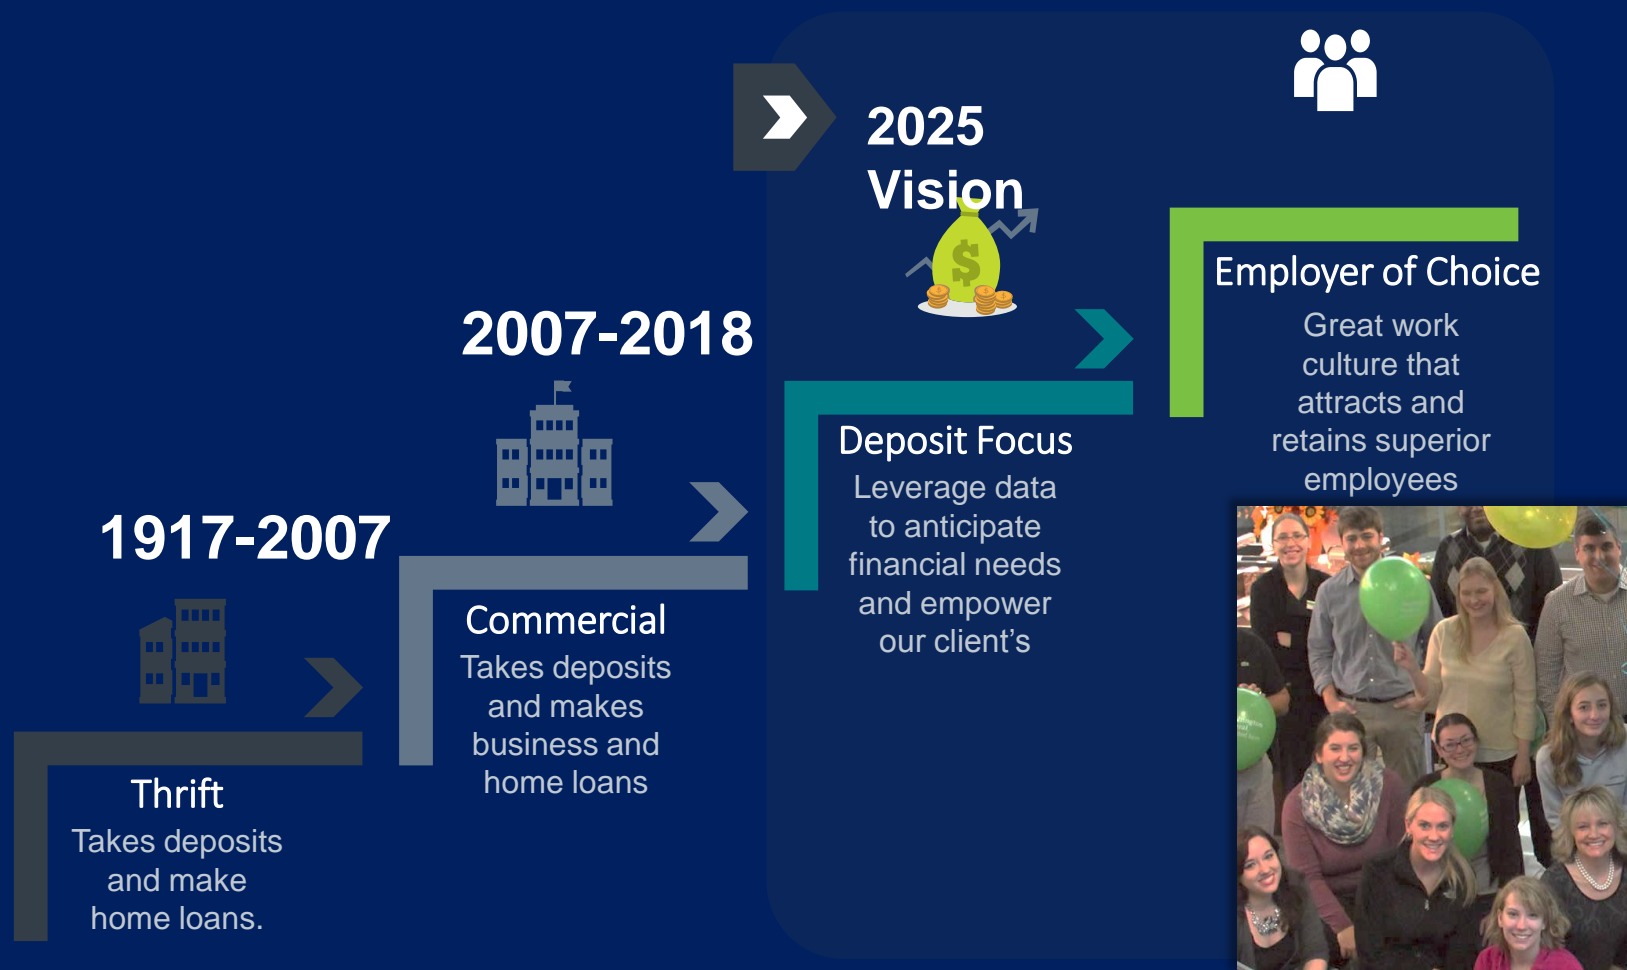 2025
Vision
Employer of Choice
Great work
culture that
attracts and
retains superior
employees
2007-2018
Deposit Focus
Leverage data
to anticipate
financial needs
and empower
our client’s
1917-2007
Commercial
Takes deposits
and makes
business and
home loans
Thrift
Takes deposits
and make
home loans.
$